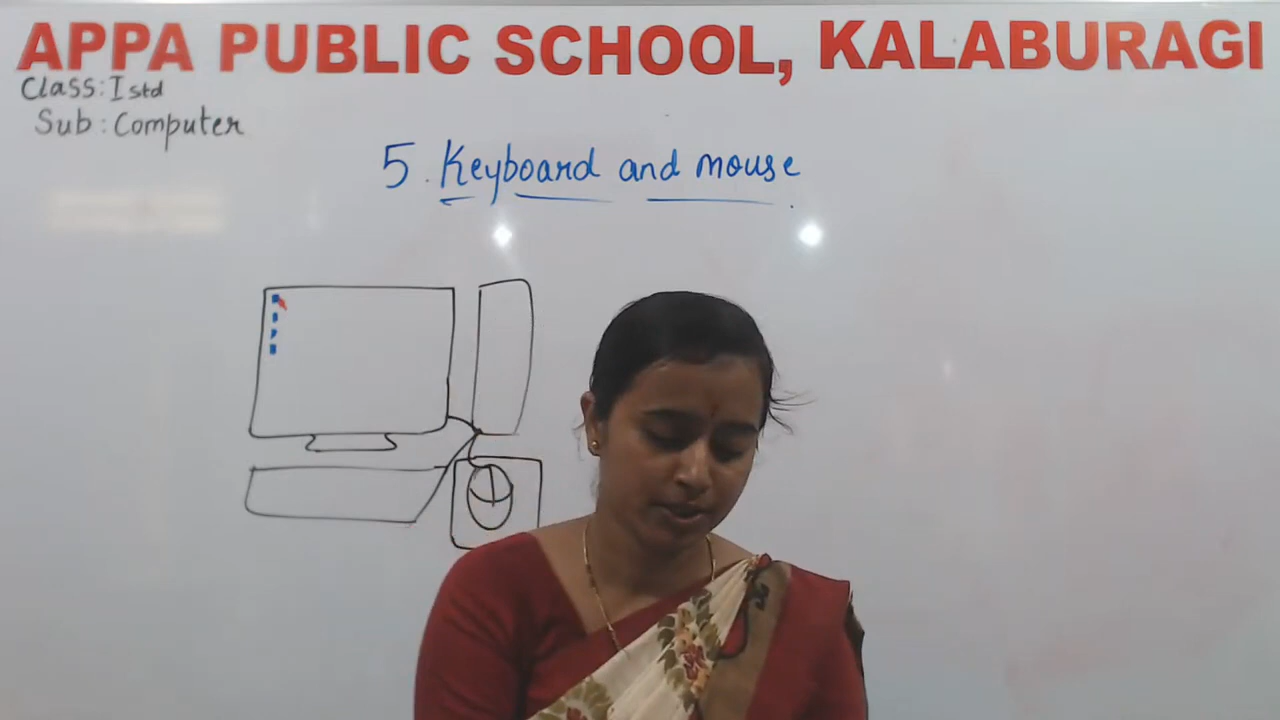 APPA PUBLIC SCHOOL, KALABURAGI
Class: I std
Sub: Computer
5. Keyboard and mouse